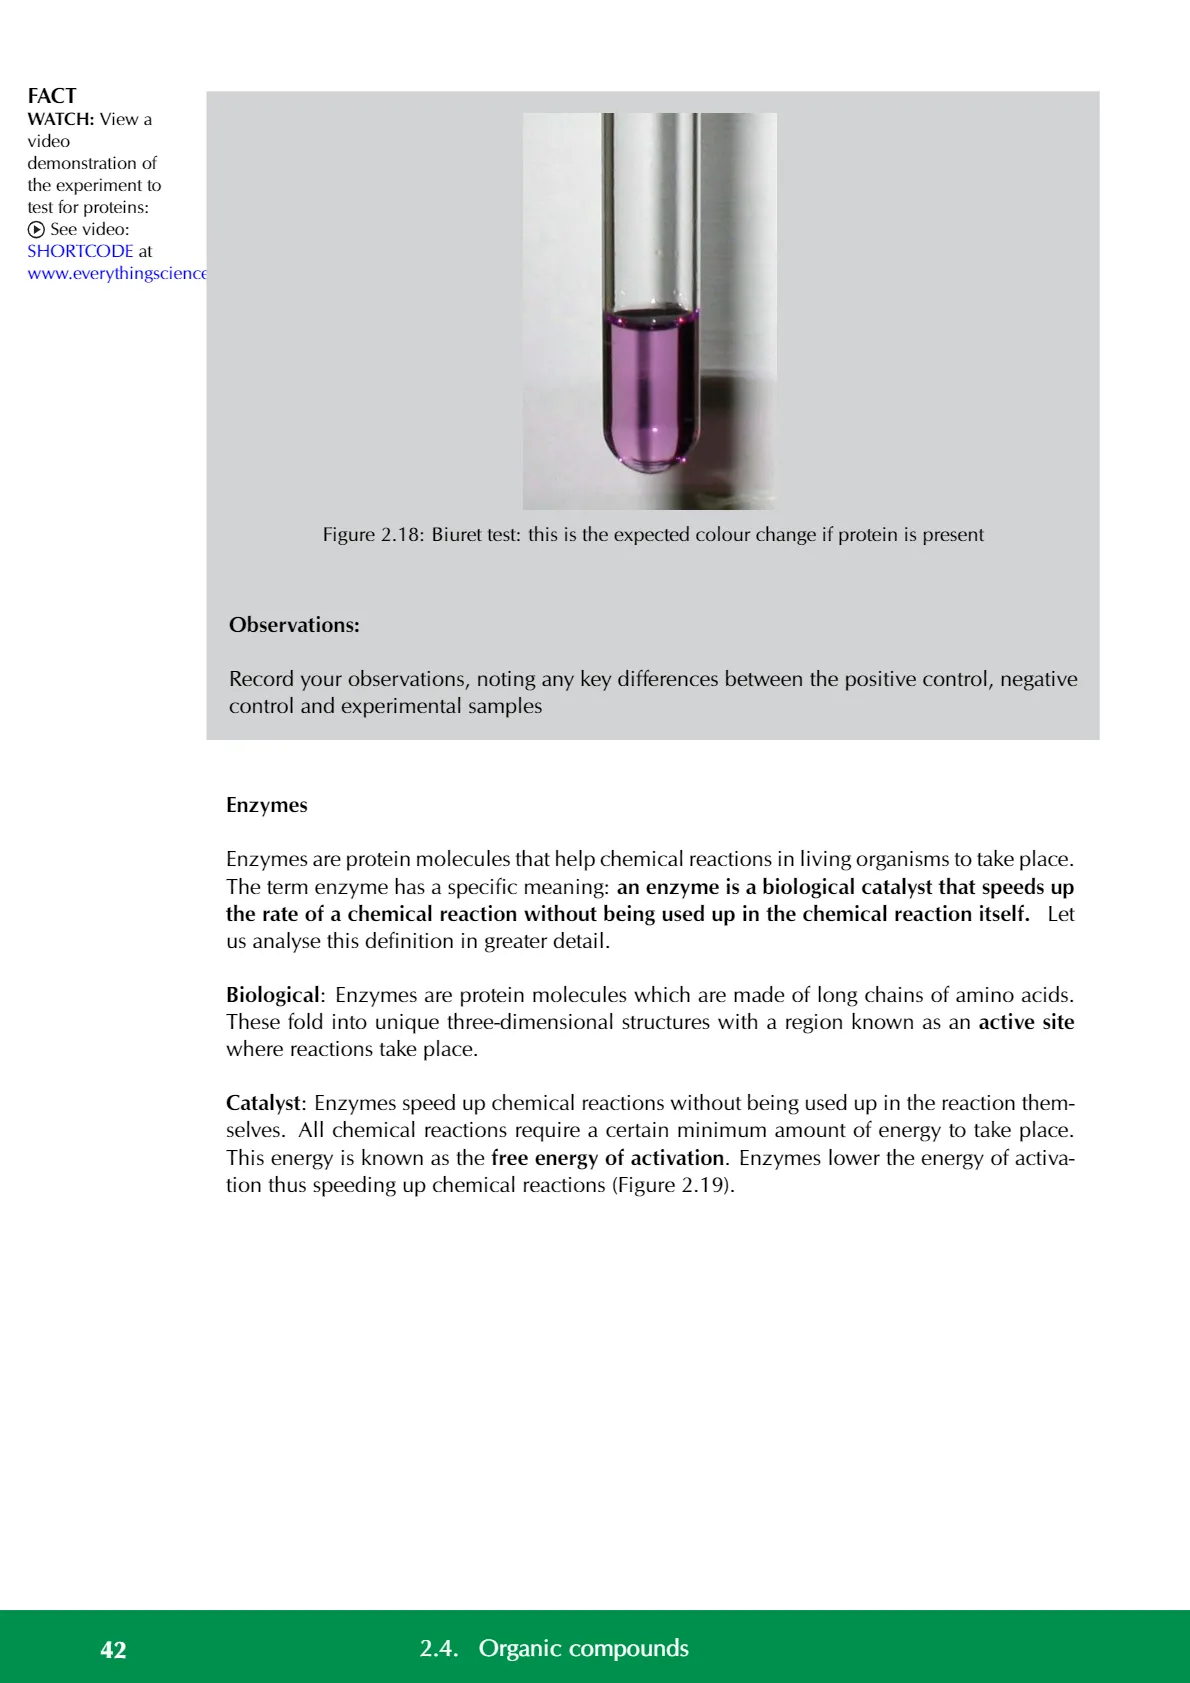 FACT
WATCH: View a
video
demonstration of
the experiment to
test for proteins:
See video:
SHORTCODE at
www.everythingscience
Figure 2.18: Biuret test: this is the expected colour change if protein is present
Observations:
Record your observations, noting any key differences between the positive control, negative
control and experimental samples
Enzymes
Enzymes are protein molecules that help chemical reactions in living organisms to take place.
The term enzyme has a specific meaning: an enzyme is a biological catalyst that speeds up
the rate of a chemical reaction without being used up in the chemical reaction itself. Let
us analyse this definition in greater detail.
Biological: Enzymes are protein molecules which are made of long chains of amino acids.
These fold into unique three-dimensional structures with a region known as an active site
where reactions take place.
Catalyst: Enzymes speed up chemical reactions without being used up in the reaction them-
selves. All chemical reactions require a certain minimum amount of energy to take place.
This energy is known as the free energy of activation. Enzymes lower the energy of activa-
tion thus speeding up chemical reactions (Figure 2.19).
42 2.4. Organic compounds